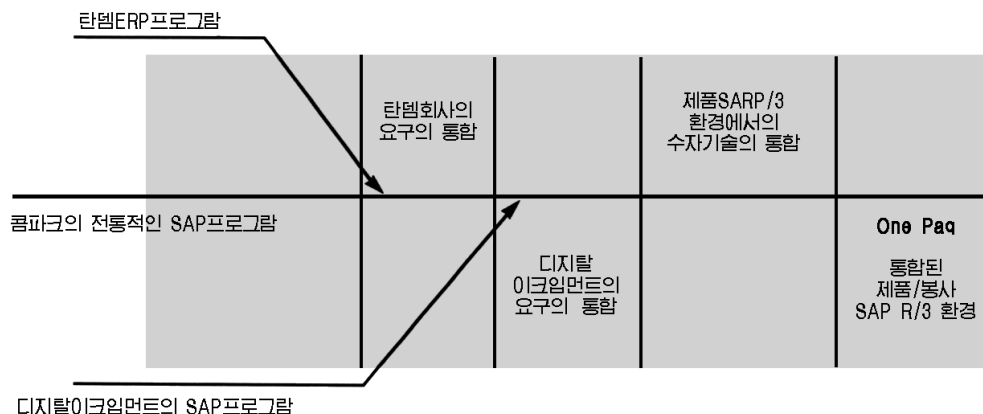 탄뎀ERP프로그람
탄뎀회사의
요구의 통합
제품SARP/3
환경에서의
수자기술의 통합
콤파크의 전통적인 SAP프로그람
디지탈
이크입먼트의
요구의 통합
One Paq
통합된
제품/봉사
SAP R/3 환경
디지탈이크입먼트의 SAP프로그람